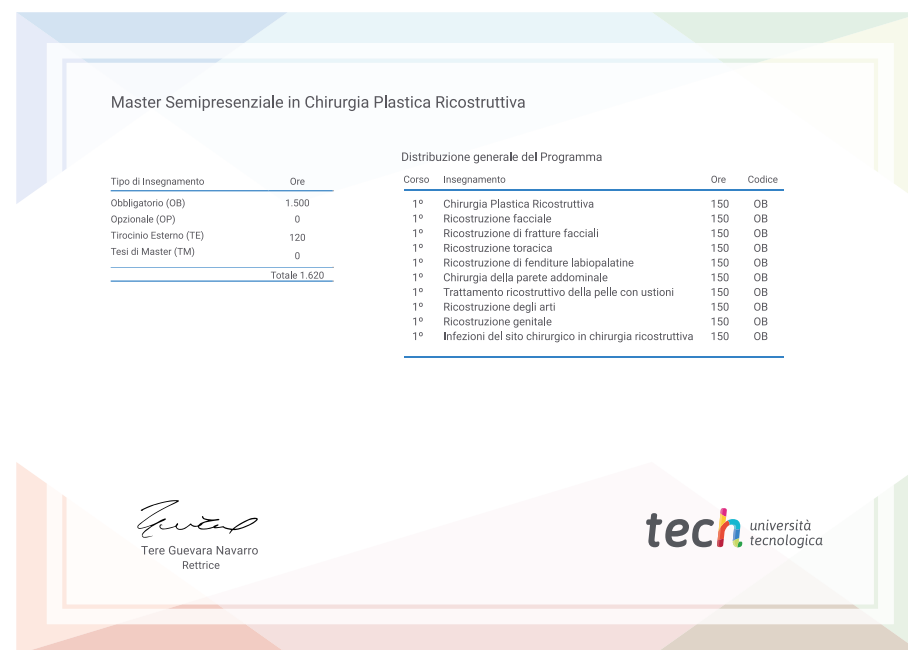 Master Semipresenziale in Chirurgia Plastica Ricostruttiva
Tipo di Insegnamento Ore
Obbligatorio (OB) 1.500
Opzionale (OP) 0
Tirocinio Esterno (TE) 120
Tesi di Master (TM) 0
Totale 1.620
Distribuzione generale del Programma
Corso Insegnamento Ore Codice
1º Chirurgia Plastica Ricostruttiva 150 OB
1º Ricostruzione facciale 150 OB
1º Ricostruzione di fratture facciali 150 OB
1º Ricostruzione toracica 150 OB
1º Ricostruzione di fenditure labiopalatine 150 OB
1º Chirurgia della parete addominale 150 OB
1º Trattamento ricostruttivo della pelle con ustioni 150 OB
1º Ricostruzione degli arti 150 OB
1º Ricostruzione genitale 150 OB
1º Infezioni del sito chirurgico in chirurgia ricostruttiva 150 OB
Tere Guevara Navarro
Rettrice
tech università
tecnologica